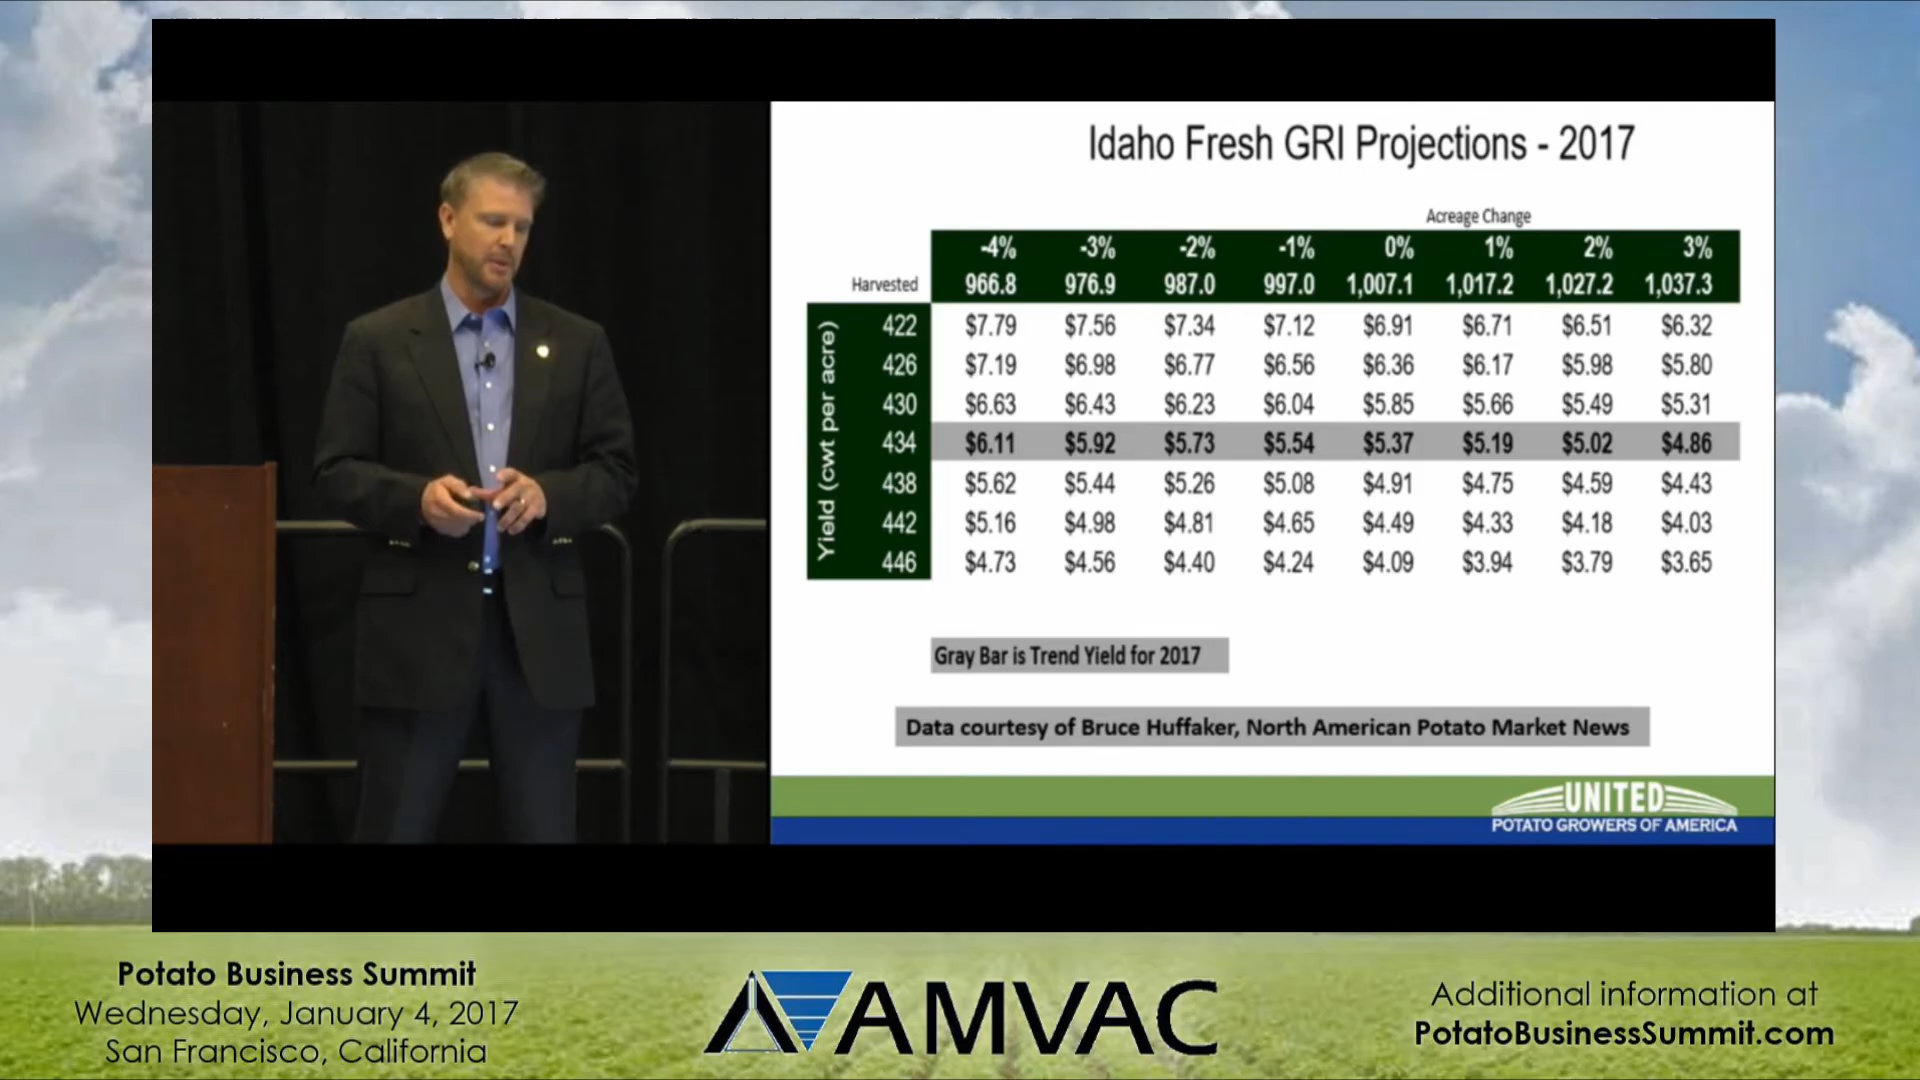 Idaho Fresh GRI Projections - 2017
Acreage Change
-4% -3% -2% -1% 0% 1% 2% 3%
Harvested 966.8 976.9 987.0 997.0 1,007.1 1,017.2 1,027.2 1,037.3
Yield (cwt per acre)
422 $7.79 $7.56 $7.34 $7.12 $6.91 $6.71 $6.51 $6.32
426 $7.19 $6.98 $6.77 $6.56 $6.36 $6.17 $5.98 $5.80
430 $6.63 $6.43 $6.23 $6.04 $5.85 $5.66 $5.49 $5.31
434 $6.11 $5.92 $5.73 $5.54 $5.37 $5.19 $5.02 $4.86
438 $5.62 $5.44 $5.26 $5.08 $4.91 $4.75 $4.59 $4.43
442 $5.16 $4.98 $4.81 $4.65 $4.49 $4.33 $4.18 $4.03
446 $4.73 $4.56 $4.40 $4.24 $4.09 $3.94 $3.79 $3.65
Gray Bar is Trend Yield for 2017
Data courtesy of Bruce Huffaker, North American Potato Market News
UNITED
POTATO GROWERS OF AMERICA
Potato Business Summit
Wednesday, January 4, 2017
San Francisco, California
AMVAC
Additional information at
PotatoBusinessSummit.com